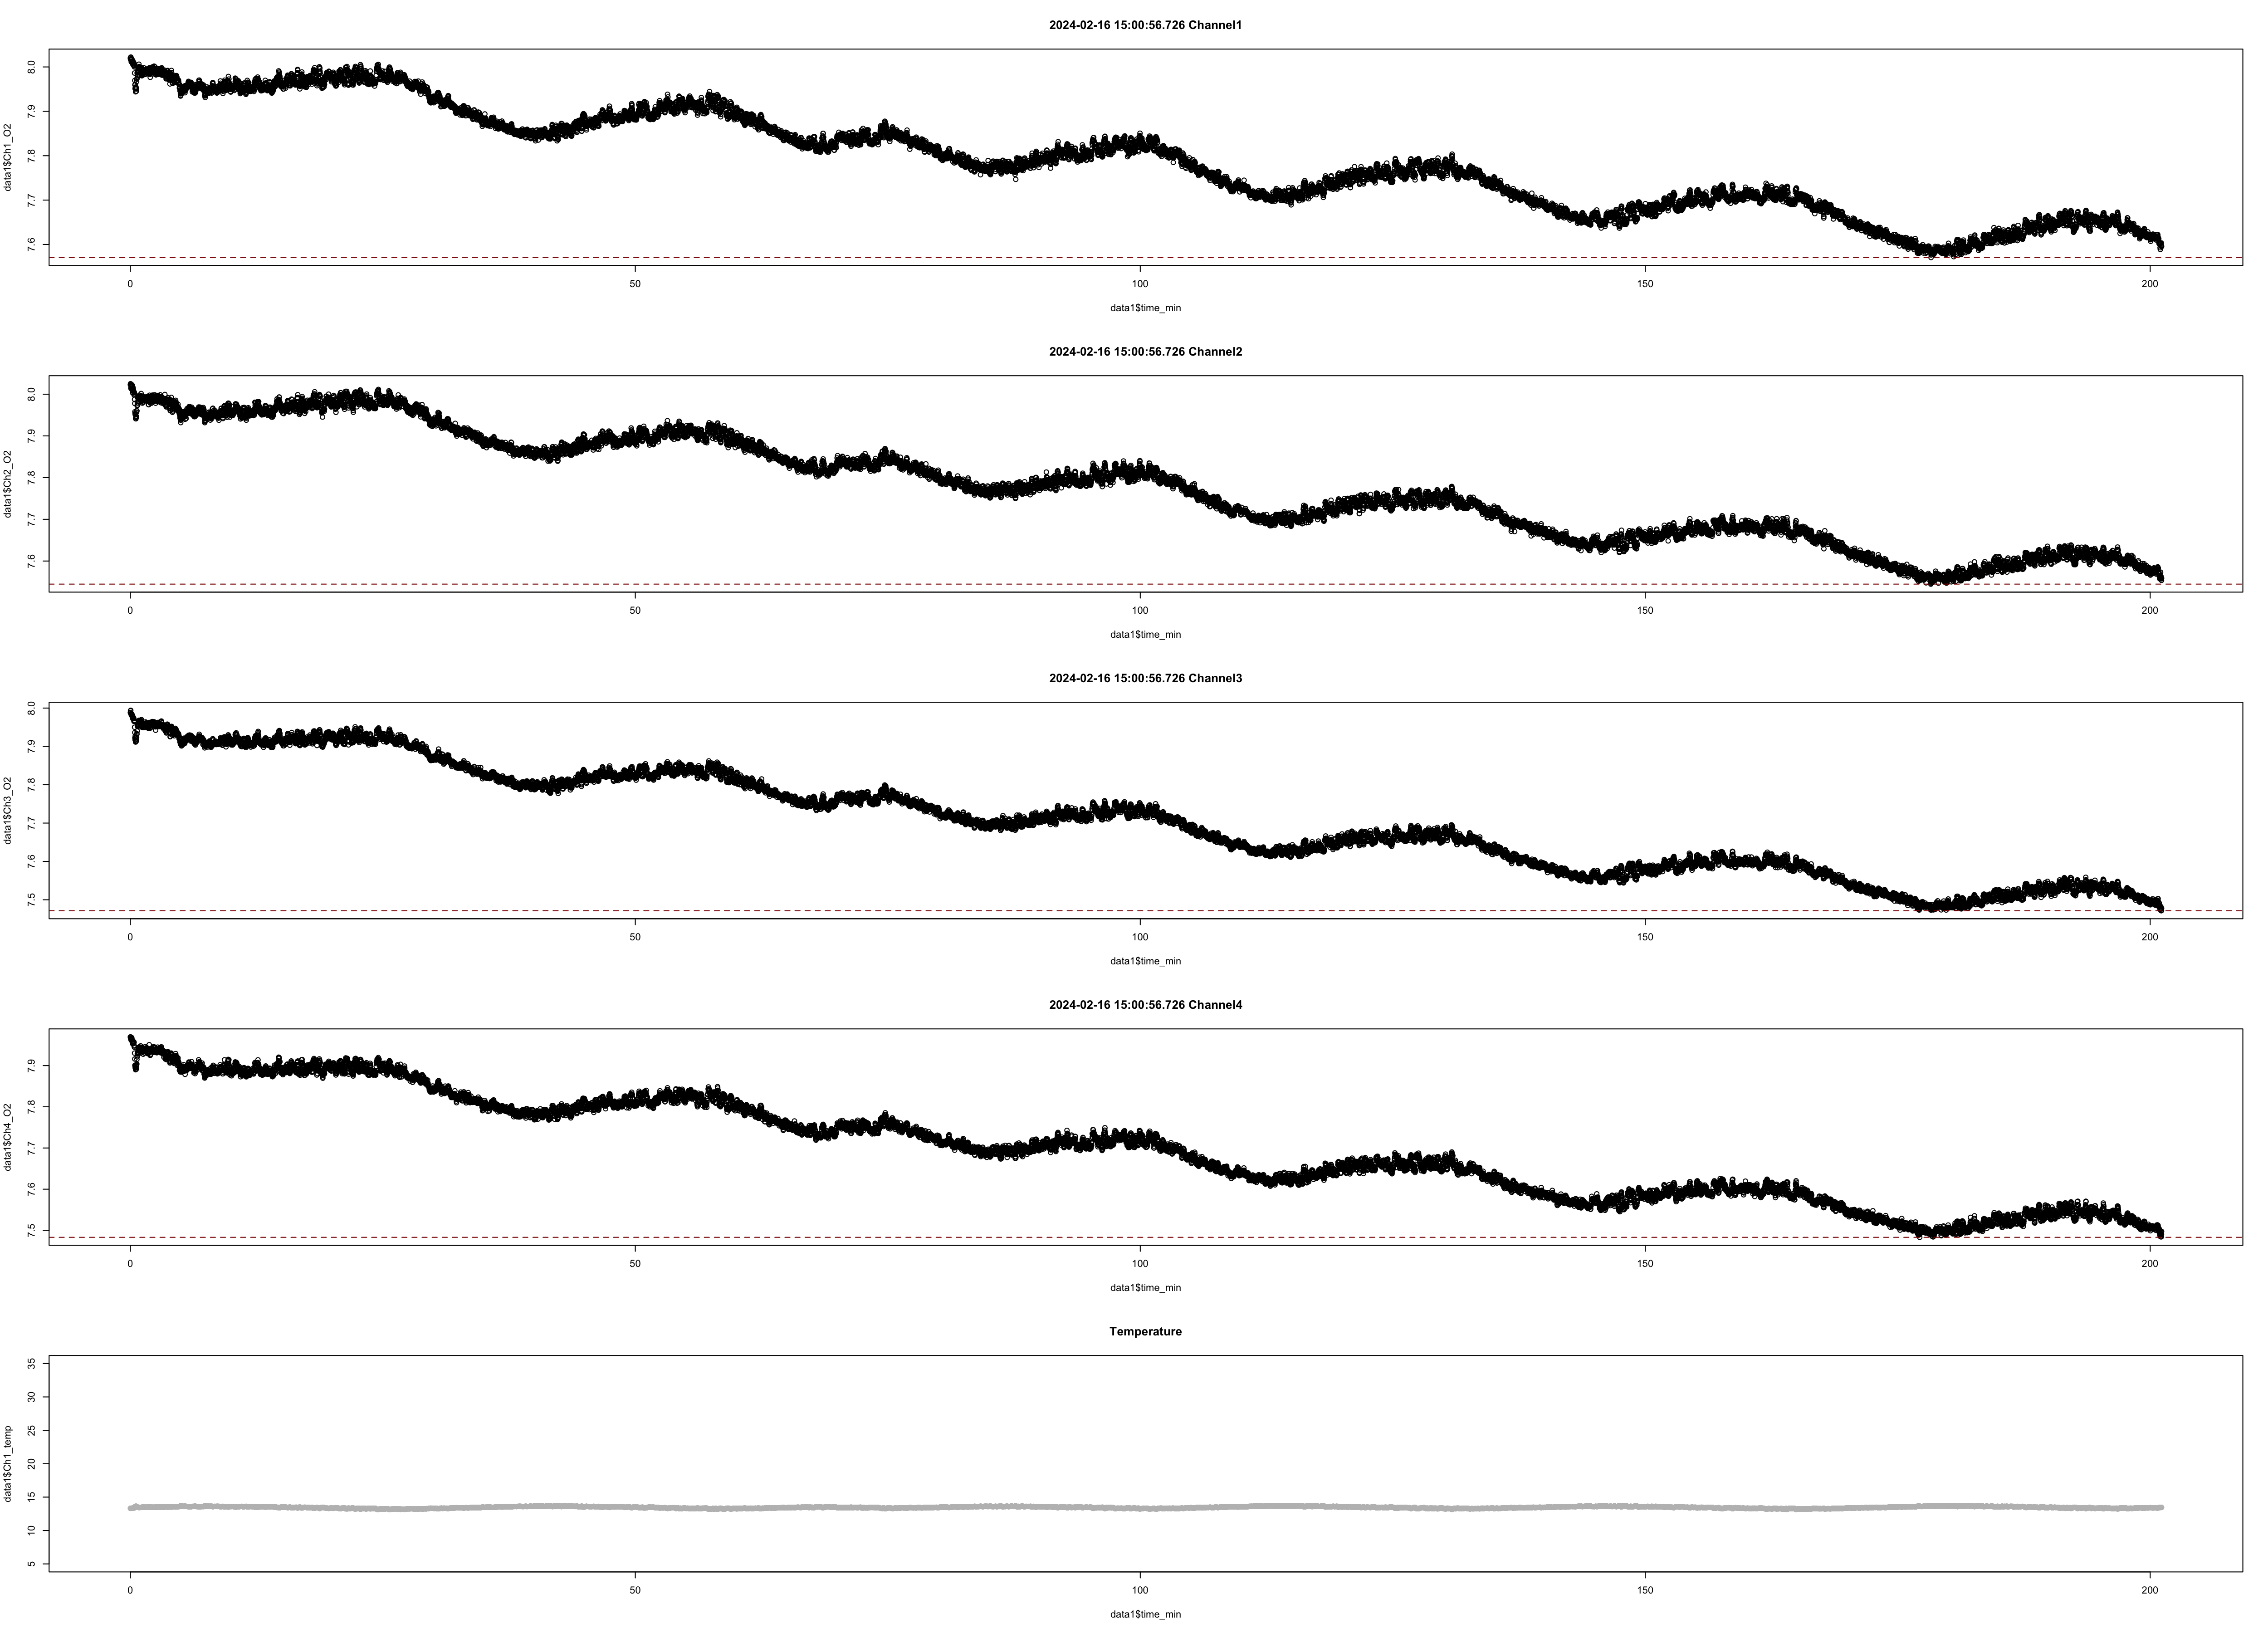 2024-02-16 15:00:56.726 Channel1
data1$Ch1_O2
8.0
7.9
7.8
7.7
7.6
0 50 100 150 200
data1$time_min
2024-02-16 15:00:56.726 Channel2
data1$Ch2_O2
8.0
7.9
7.8
7.7
7.6
0 50 100 150 200
data1$time_min
2024-02-16 15:00:56.726 Channel3
data1$Ch3_O2
8.0
7.9
7.8
7.7
7.6
7.5
0 50 100 150 200
data1$time_min
2024-02-16 15:00:56.726 Channel4
data1$Ch4_O2
7.9
7.8
7.7
7.6
7.5
0 50 100 150 200
data1$time_min
Temperature
data1$Ch1_temp
35
30
25
20
15
10
5
0 50 100 150 200
data1$time_min